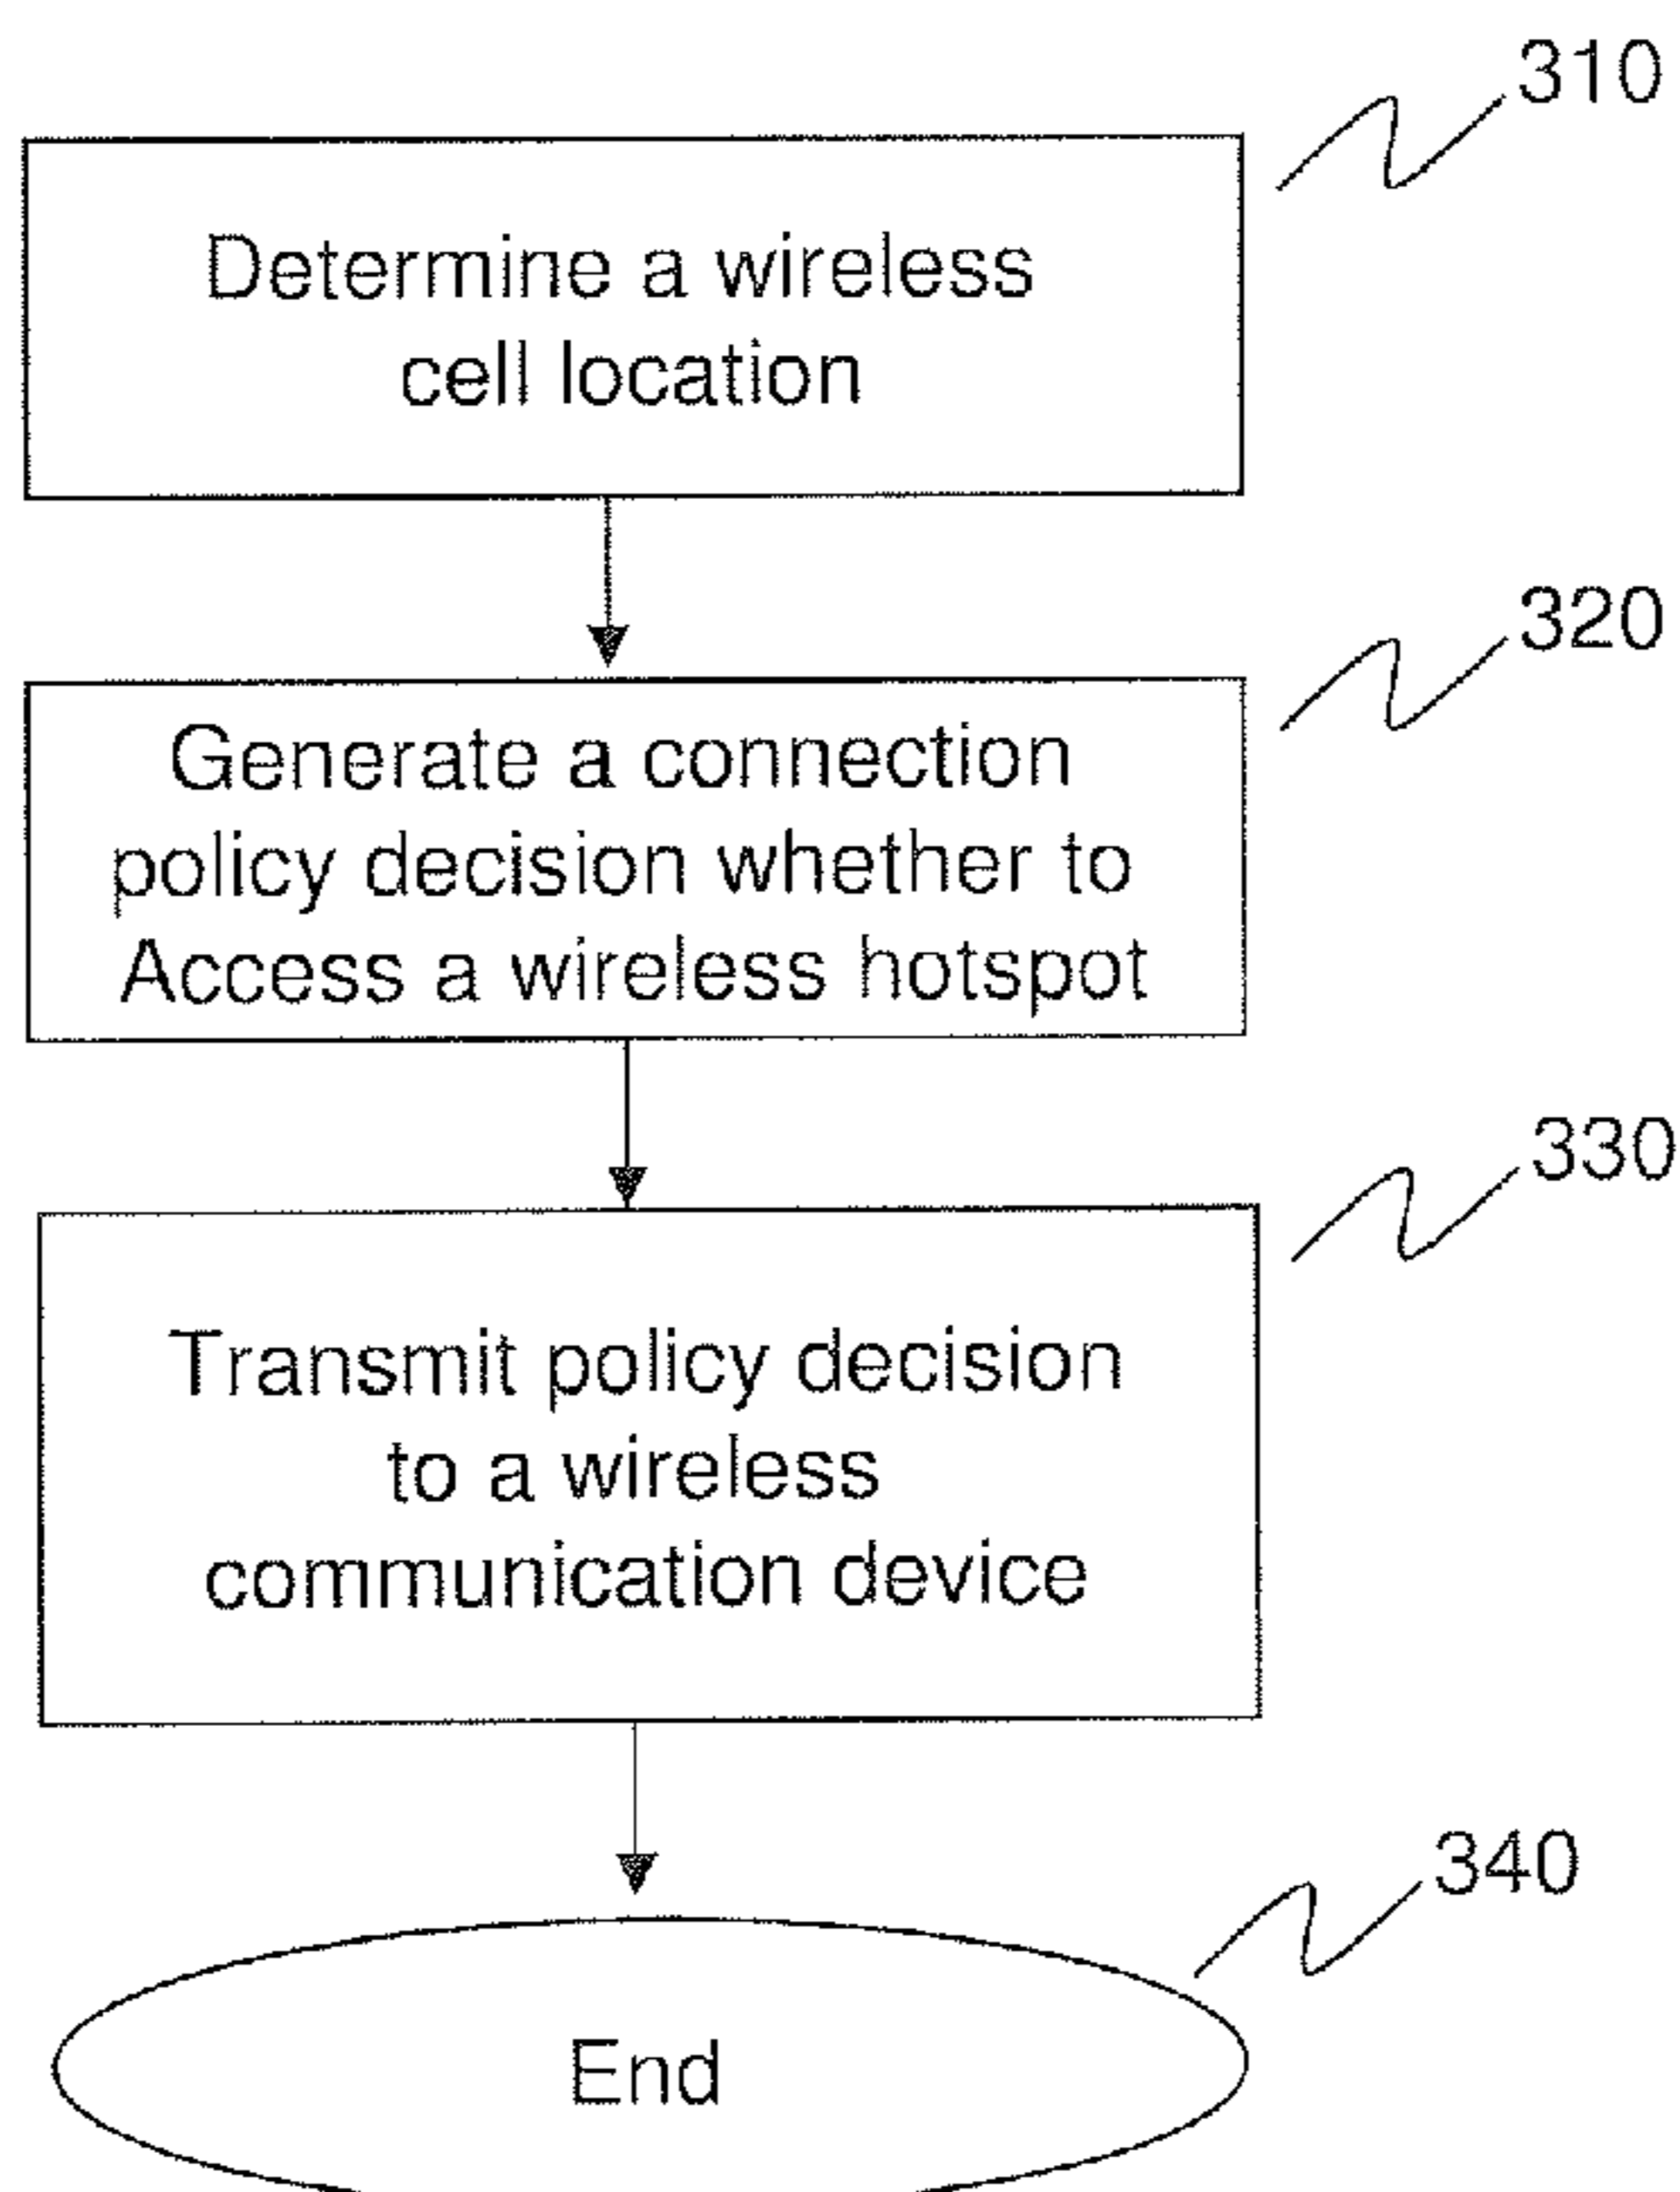 310
Determine a wireless
cell location
320
Generate a connection
policy decision whether to
Access a wireless hotspot
330
Transmit policy decision
to a wireless
communication device
340
End